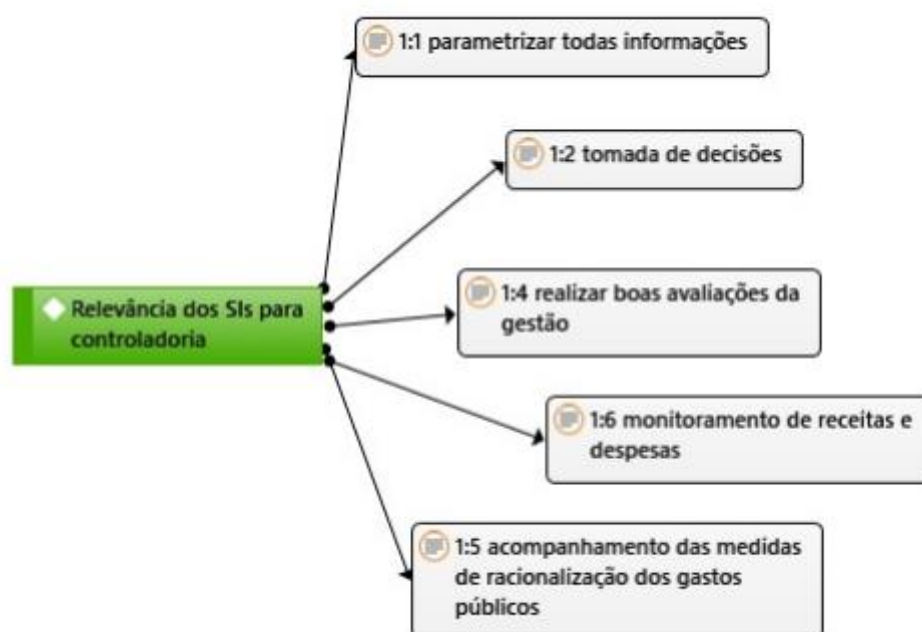 1:1 parametrizar todas informações
1:2 tomada de decisões
Relevância dos SIs para
controladoria
1:4 realizar boas avaliações da
gestão
1:6 monitoramento de receitas e
despesas
1:5 acompanhamento das medidas
de racionalização dos gastos
públicos